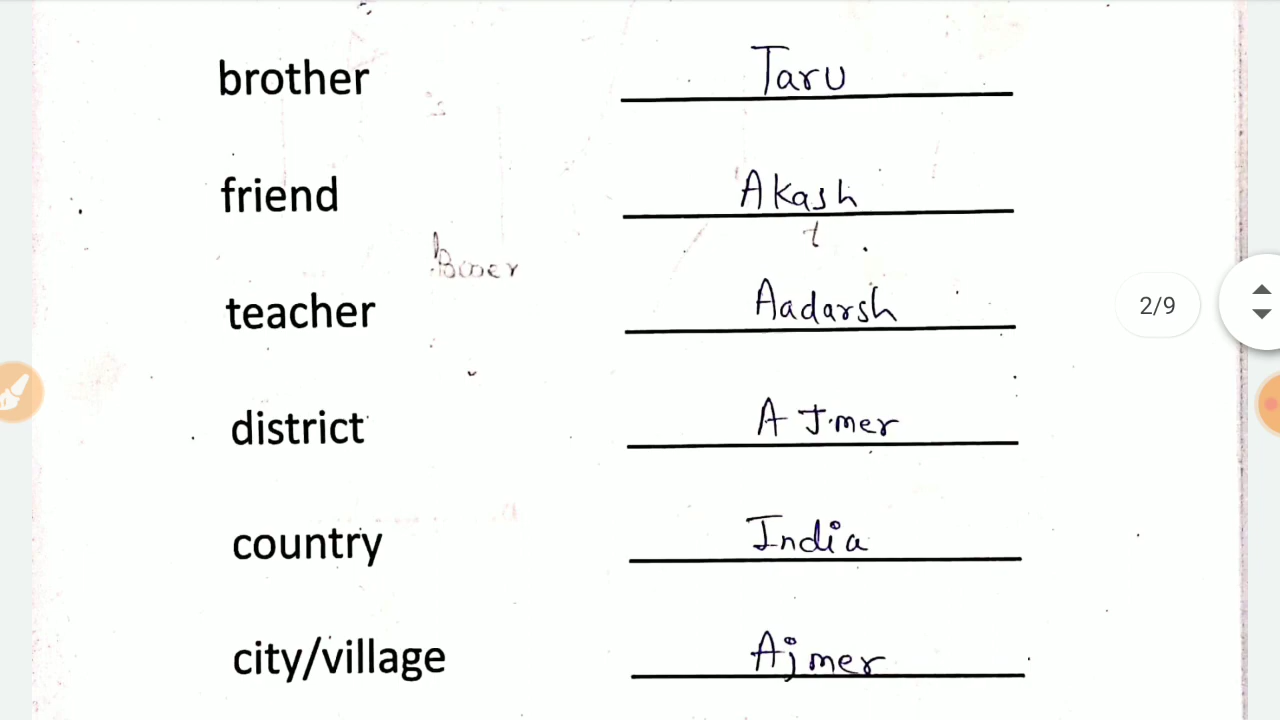 brother Taru
friend Akash
t
teacher Aadarsh
2/9
district AJmer
country India
city/village Ajmer